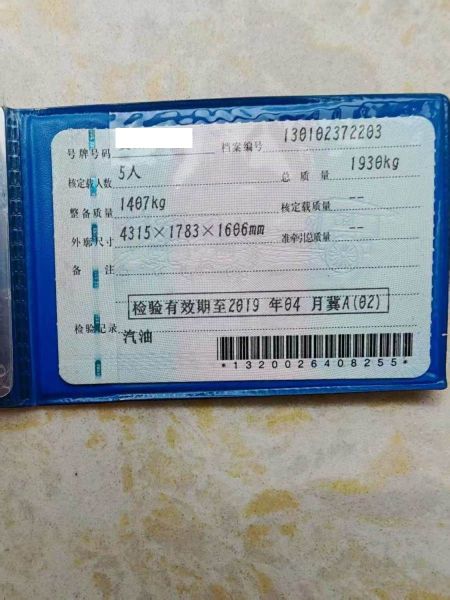 号牌号码 档案编号 130102372203
核定载人数 5人 总质量 1930kg
整备质量 1407kg 核定载质量 --
外廓尺寸 4315×1783×1606mm 准牵引总质量 --
备注
检验有效期至2019 年04 月冀A(02)
检验记录 汽油
*1320026408255*